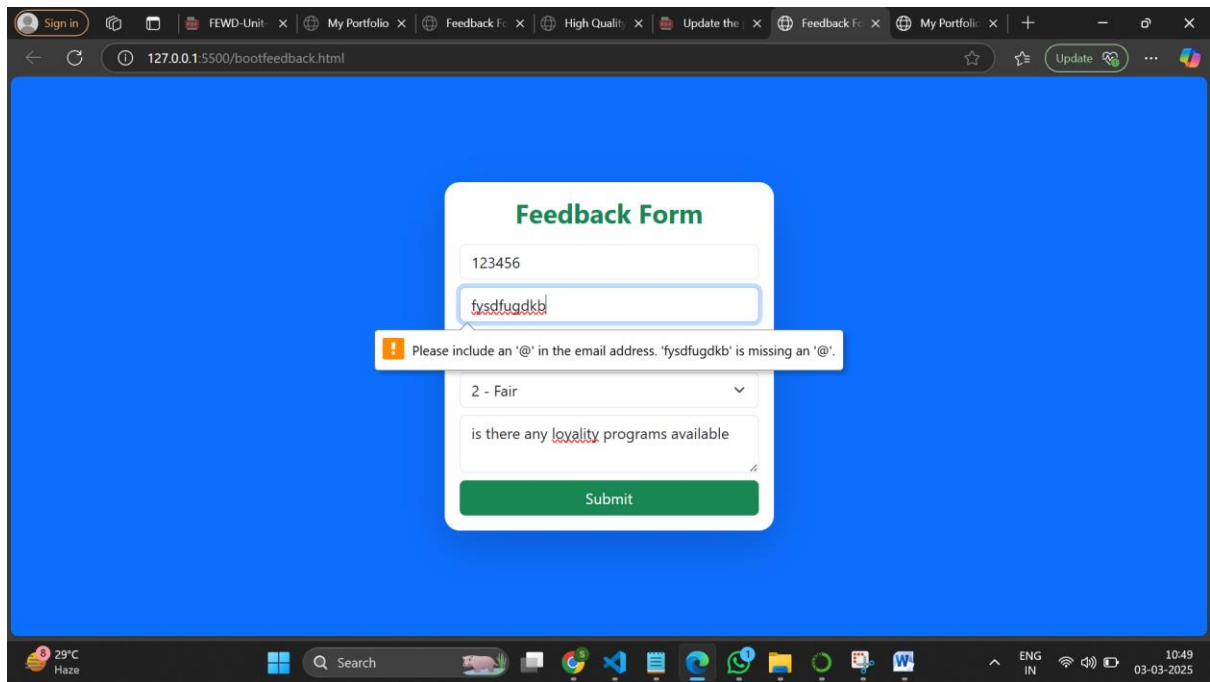 Sign in
FEWD-Unit-
My Portfolio
Feedback Fo
High Quality
Update the
Feedback Fo
My Portfolio
127.0.0.1:5500/bootfeedback.html
Update
Feedback Form
123456
fysdfugdkb
Please include an '@' in the email address. 'fysdfugdkb' is missing an '@'.
2 - Fair
is there any loyality programs available
Submit
8
29°C
Haze
Search
S
1
W
ENG
IN
10:49
03-03-2025